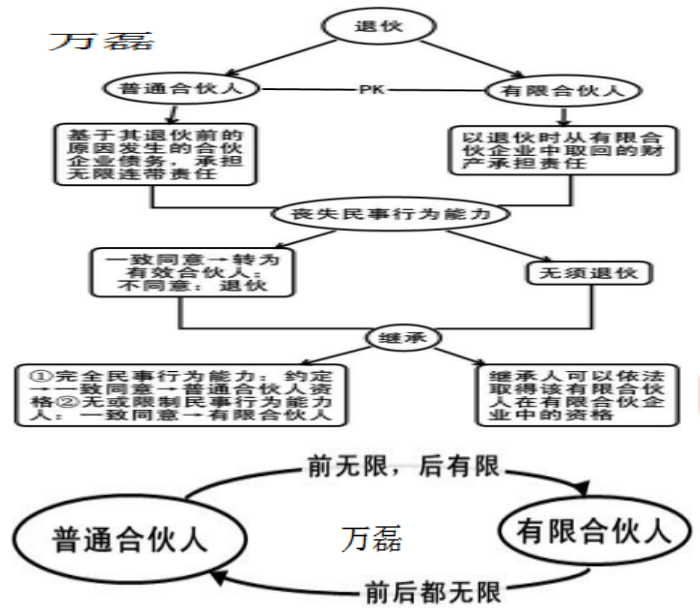 退伙
万磊
普通合伙人
PK
有限合伙人
基于其退伙前的
原因发生的合伙
企业债务，承担
无限连带责任
以退伙时从有限合
伙企业中取回的财
产承担责任
丧失民事行为能力
一致同意→转为
有效合伙人；
不同意：退伙
无须退伙
继承
①完全民事行为能力：约定
→一致同意→普通合伙人资
格②无或限制民事行为能力
人：一致同意→有限合伙人
继承人可以依法
取得该有限合伙
人在有限合伙企
业中的资格
前无限，后有限
普通合伙人
万磊
有限合伙人
前后都无限